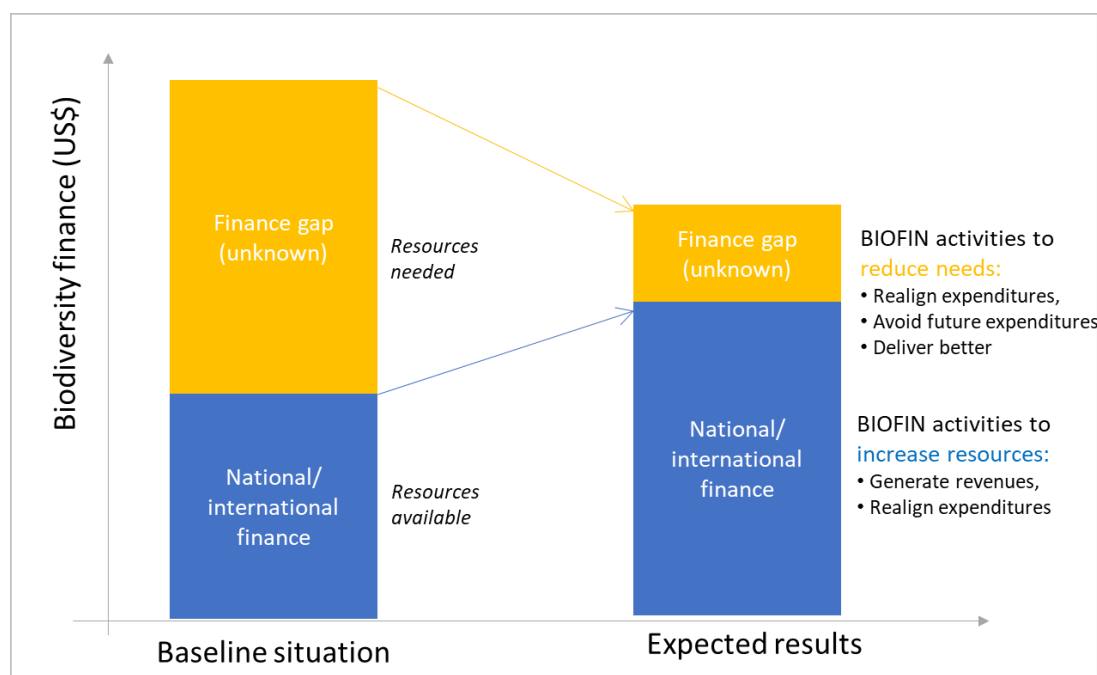 Biodiversity finance (US$)
Finance gap
(unknown)
Resources
needed
National/
international
finance
Resources
available
Baseline situation
Finance gap
(unknown)
National/
international
finance
Expected results
BIOFIN activities to
reduce needs:
• Realign expenditures,
• Avoid future expenditures
• Deliver better
BIOFIN activities to
increase resources:
• Generate revenues,
• Realign expenditures